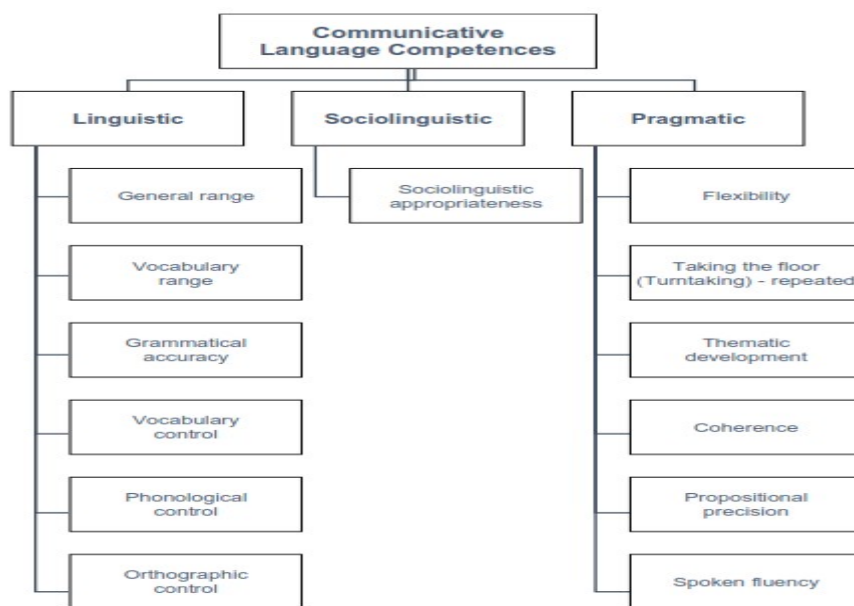 Communicative
Language Competences
Linguistic
Sociolinguistic
Pragmatic
General range
Sociolinguistic
appropriateness
Flexibility
Vocabulary
range
Taking the floor
(Turntaking) - repeated
Grammatical
accuracy
Thematic
development
Vocabulary
control
Coherence
Phonological
control
Propositional
precision
Orthographic
control
Spoken fluency